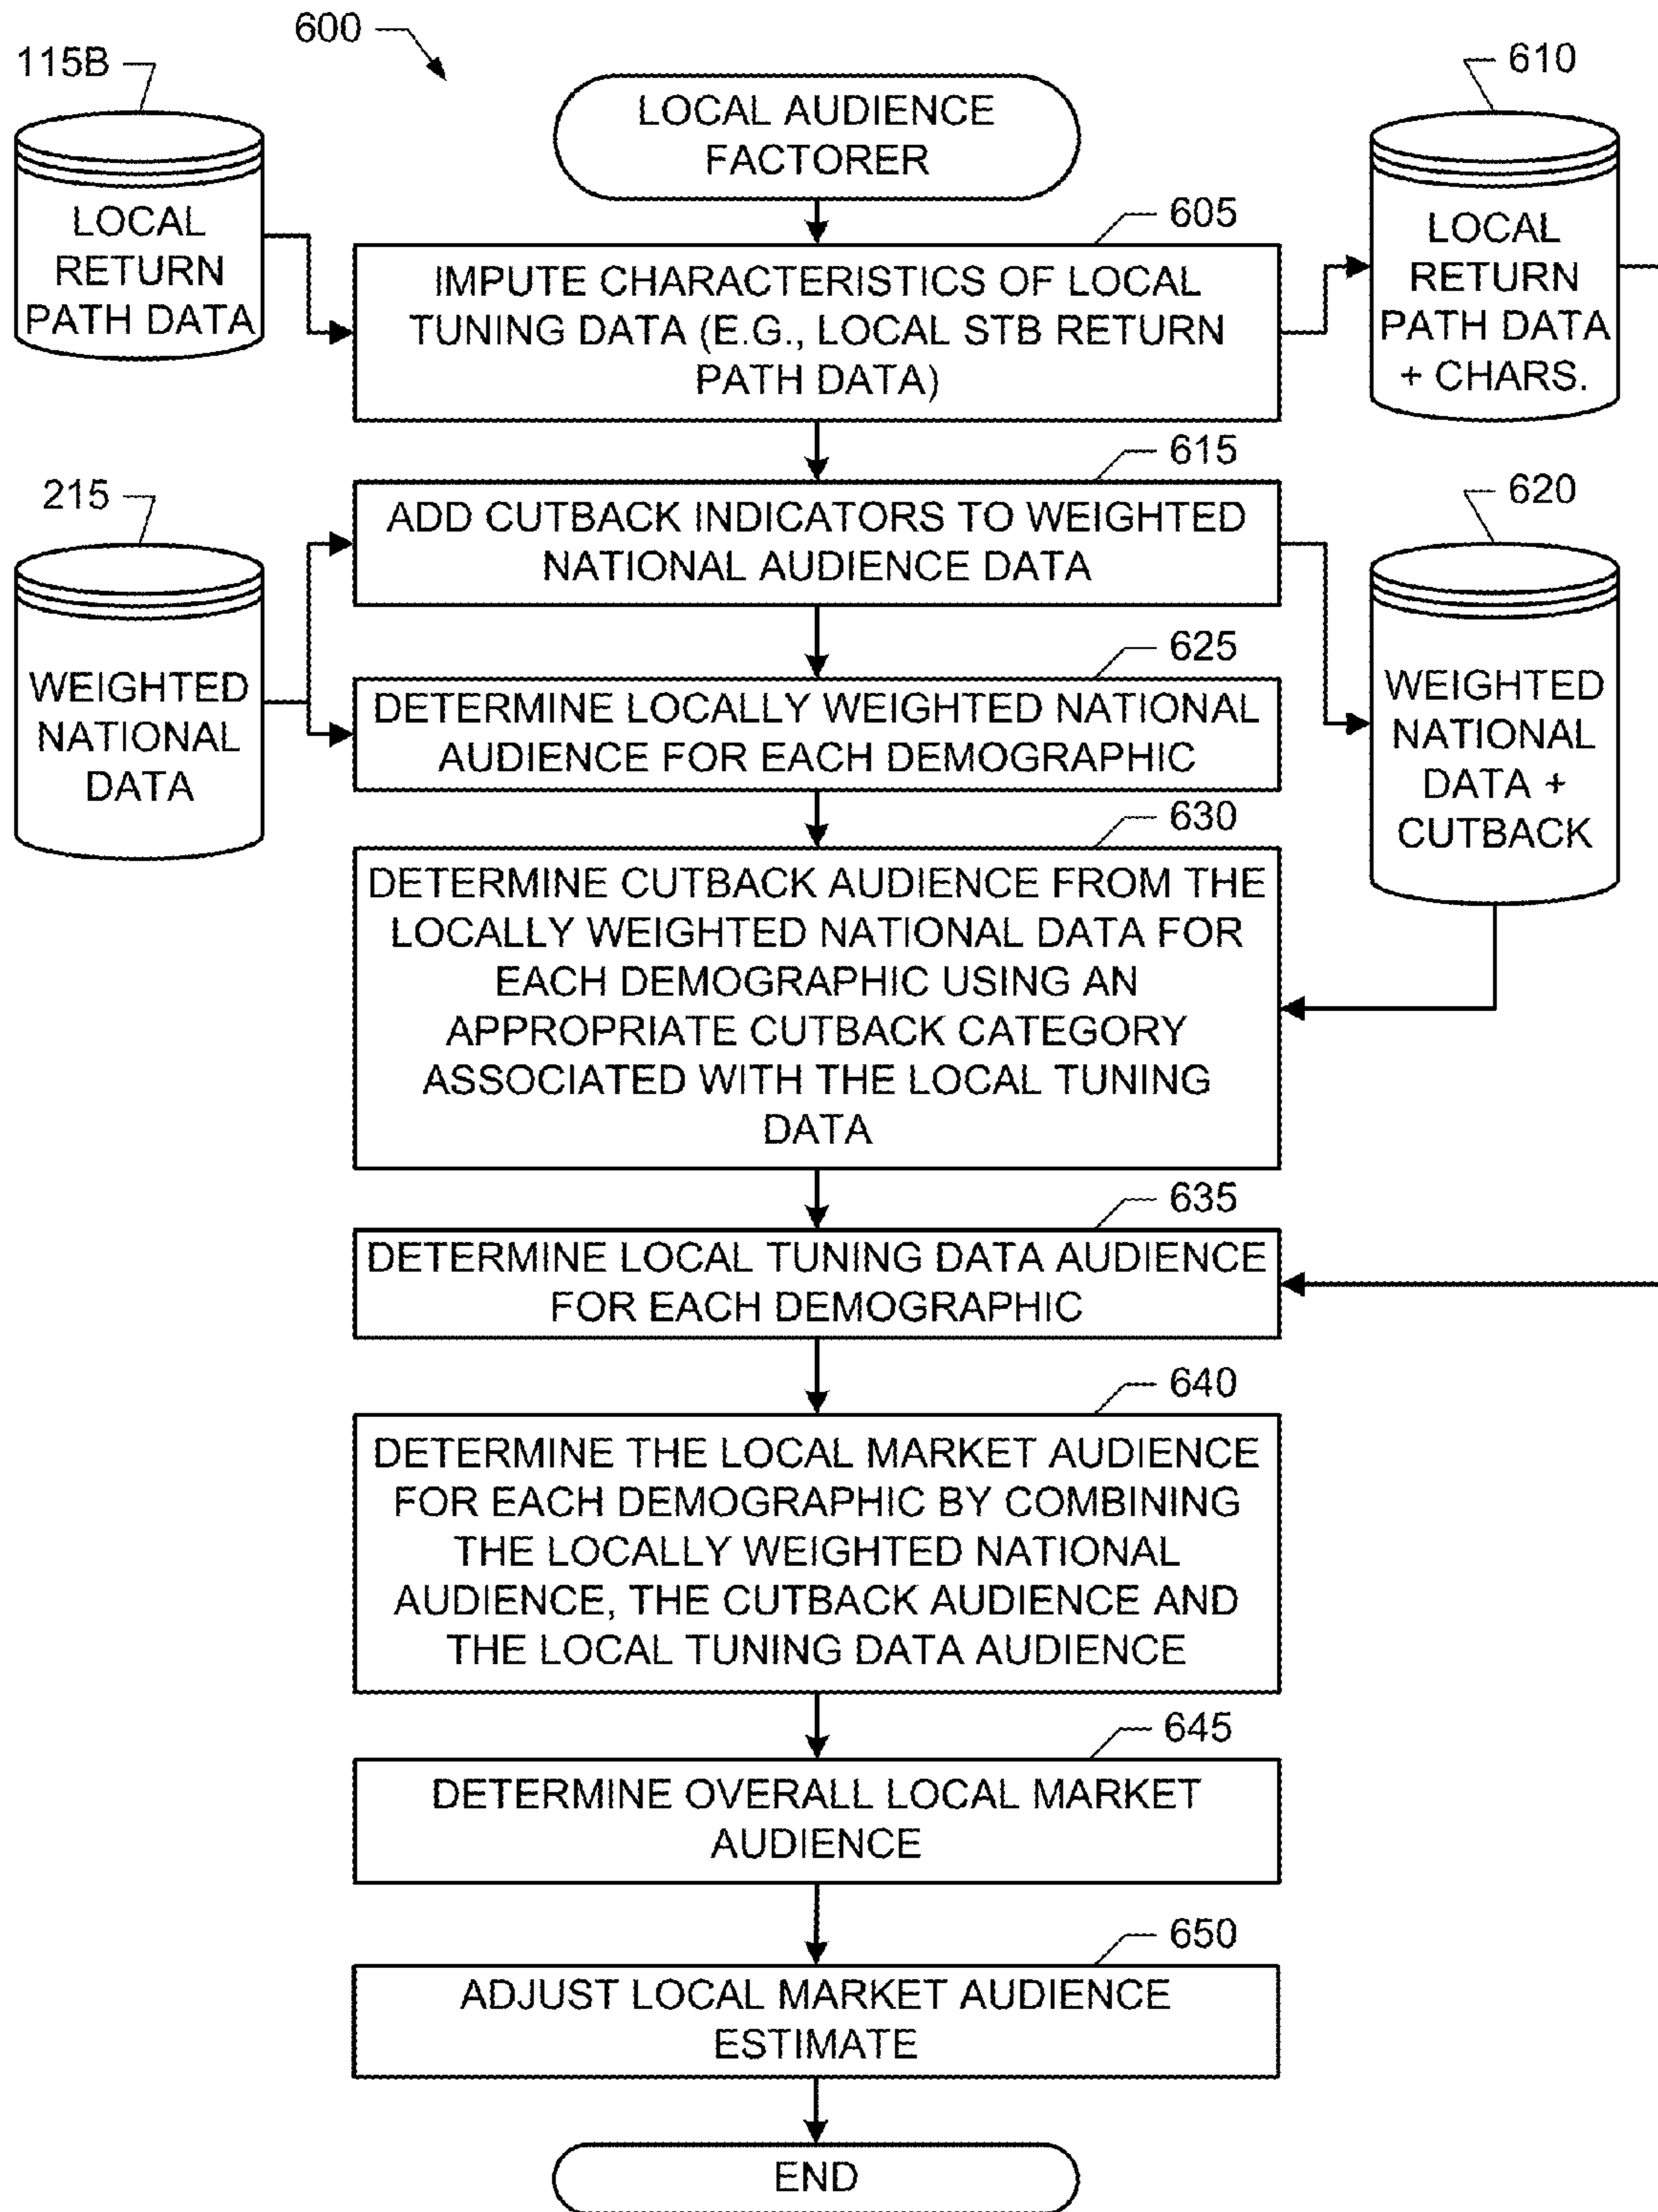 600
115B
610
LOCAL AUDIENCE
FACTORER
LOCAL
RETURN
PATH DATA
605
IMPUTE CHARACTERISTICS OF LOCAL
TUNING DATA (E.G., LOCAL STB RETURN
PATH DATA)
LOCAL
RETURN
PATH DATA
+ CHARS.
215
615
ADD CUTBACK INDICATORS TO WEIGHTED
NATIONAL AUDIENCE DATA
620
WEIGHTED
NATIONAL
DATA
625
DETERMINE LOCALLY WEIGHTED NATIONAL
AUDIENCE FOR EACH DEMOGRAPHIC
WEIGHTED
NATIONAL
DATA +
CUTBACK
630
DETERMINE CUTBACK AUDIENCE FROM THE
LOCALLY WEIGHTED NATIONAL DATA FOR
EACH DEMOGRAPHIC USING AN
APPROPRIATE CUTBACK CATEGORY
ASSOCIATED WITH THE LOCAL TUNING
DATA
635
DETERMINE LOCAL TUNING DATA AUDIENCE
FOR EACH DEMOGRAPHIC
640
DETERMINE THE LOCAL MARKET AUDIENCE
FOR EACH DEMOGRAPHIC BY COMBINING
THE LOCALLY WEIGHTED NATIONAL
AUDIENCE, THE CUTBACK AUDIENCE AND
THE LOCAL TUNING DATA AUDIENCE
645
DETERMINE OVERALL LOCAL MARKET
AUDIENCE
650
ADJUST LOCAL MARKET AUDIENCE
ESTIMATE
END